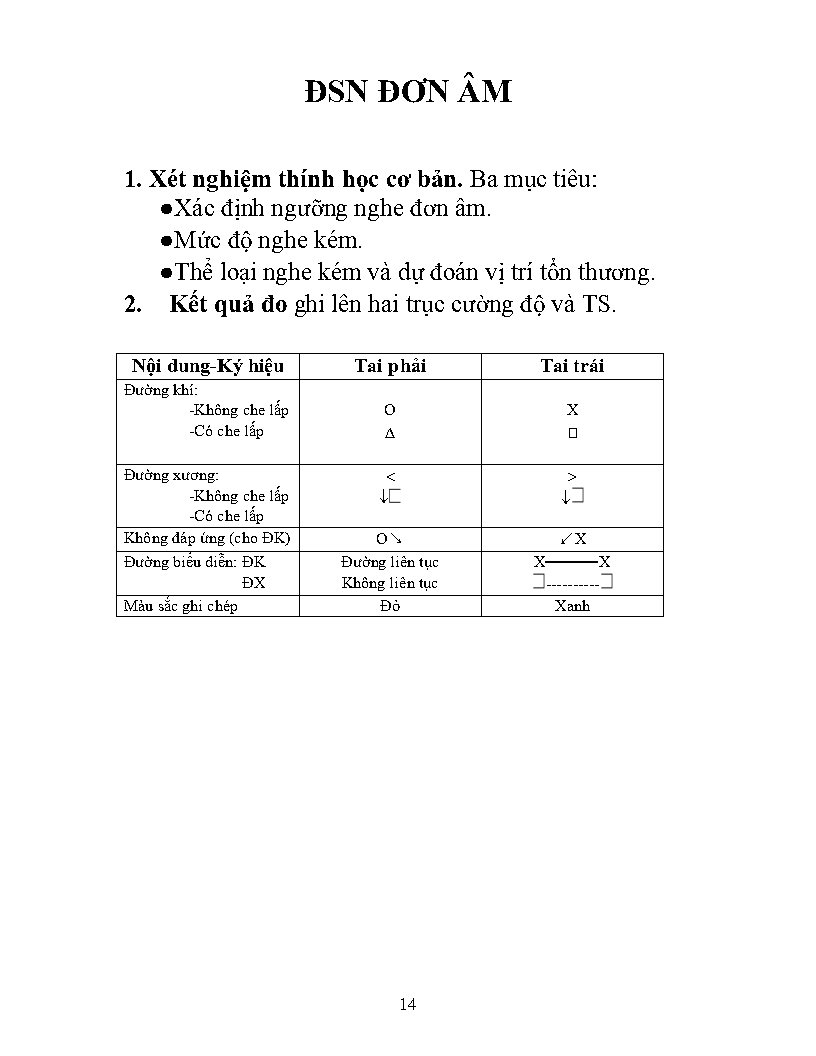 ĐSN ĐƠN ÂM
1. Xét nghiệm thính học cơ bản. Ba mục tiêu:
●Xác định ngưỡng nghe đơn âm.
●Mức độ nghe kém.
●Thể loại nghe kém và dự đoán vị trí tổn thương.
2. Kết quả đo ghi lên hai trục cường độ và TS.
Nội dung-Ký hiệu Tai phải Tai trái
Đường khí:
-Không che lấp O X
-Có che lấp Δ □
Đường xương: < >
-Không che lấp ↓□ ↓□
-Có che lấp
Không đáp ứng (cho ĐK) O↘ ↙X
Đường biểu diễn: ĐK Đường liên tục X———X
ĐX Không liên tục □----------□
Màu sắc ghi chép Đỏ Xanh
14